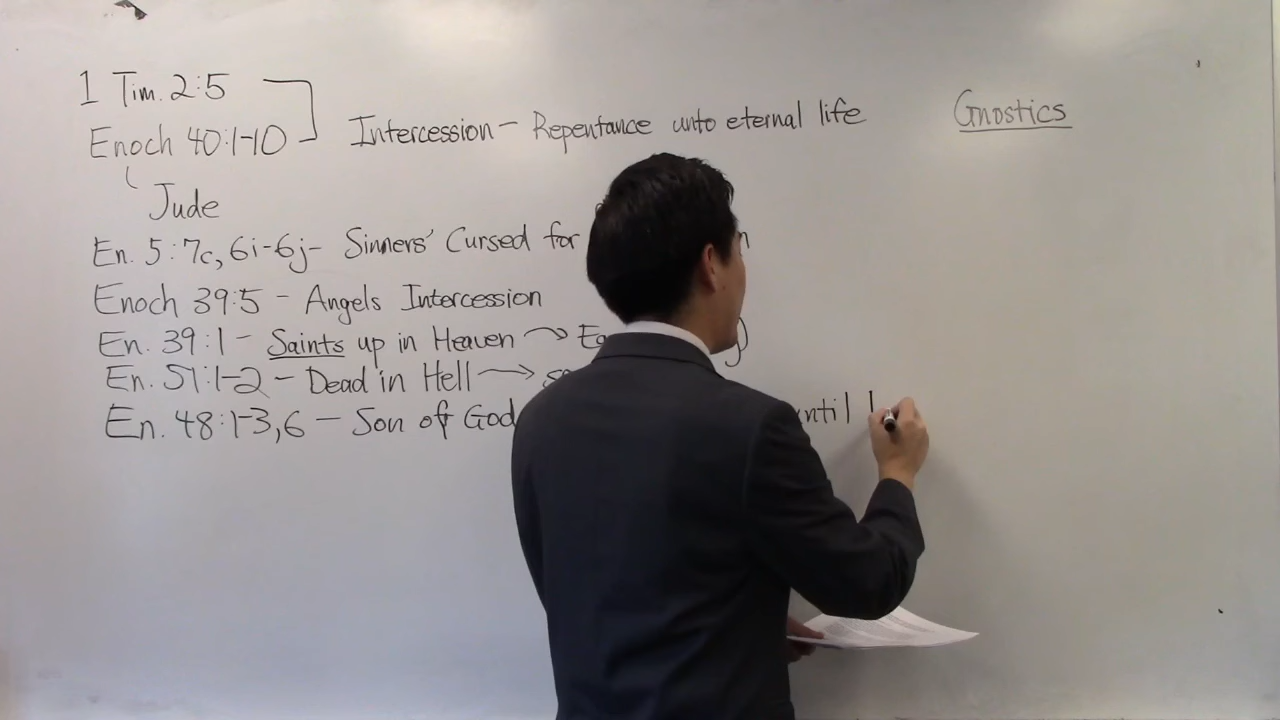 1 Tim. 2:5
Enoch 40:1-10
Intercession - Repentance unto eternal life
Gnostics
Jude
En. 5:7c, 6i-6j- Sinners' Cursed for
Enoch 39:5 - Angels Intercession
En. 39:1 - Saints up in Heaven
En. 51:1-2 - Dead in Hell
En. 48:1-3,6 - Son of God until